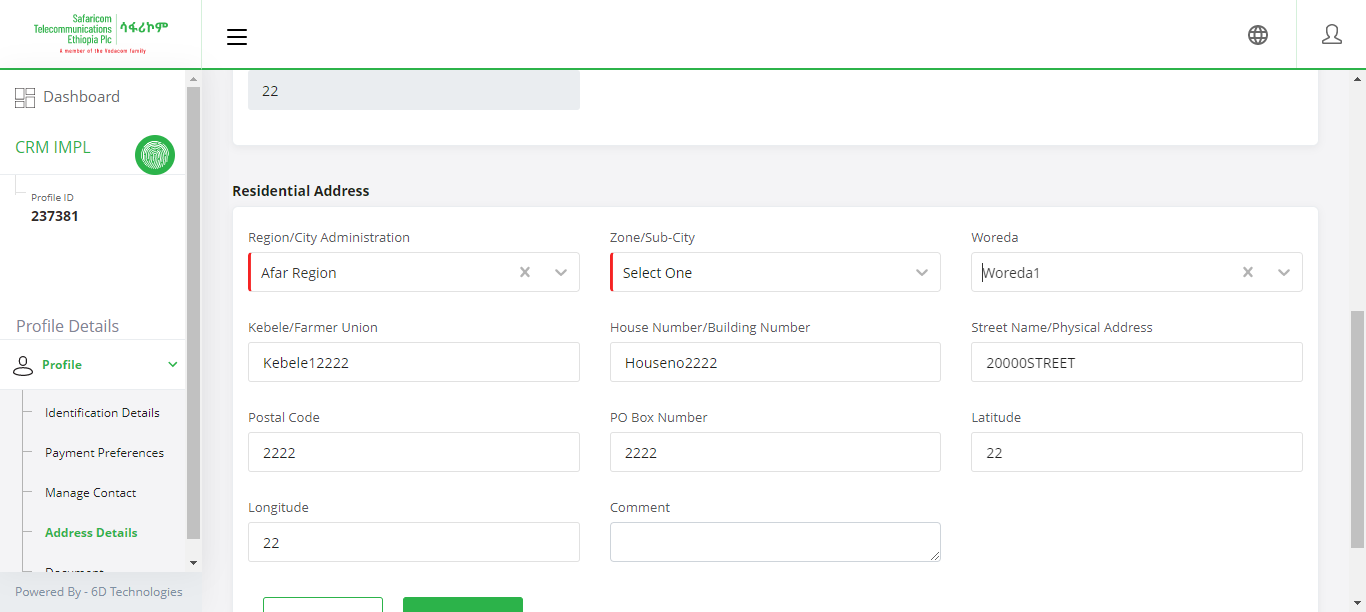 Safaricom
Telecommunications
Ethiopia Plc
ሳፋሪኮም
A member of the Vodacom family
Dashboard
CRM IMPL
Profile ID
237381
Profile Details
Profile
Identification Details
Payment Preferences
Manage Contact
Address Details
Document
Powered By - 6D Technologies
22
Residential Address
Region/City Administration
Zone/Sub-City
Woreda
Afar Region
Select One
Woreda1
Kebele/Farmer Union
House Number/Building Number
Street Name/Physical Address
Kebele12222
Houseno2222
20000STREET
Postal Code
PO Box Number
Latitude
2222
2222
22
Longitude
Comment
22